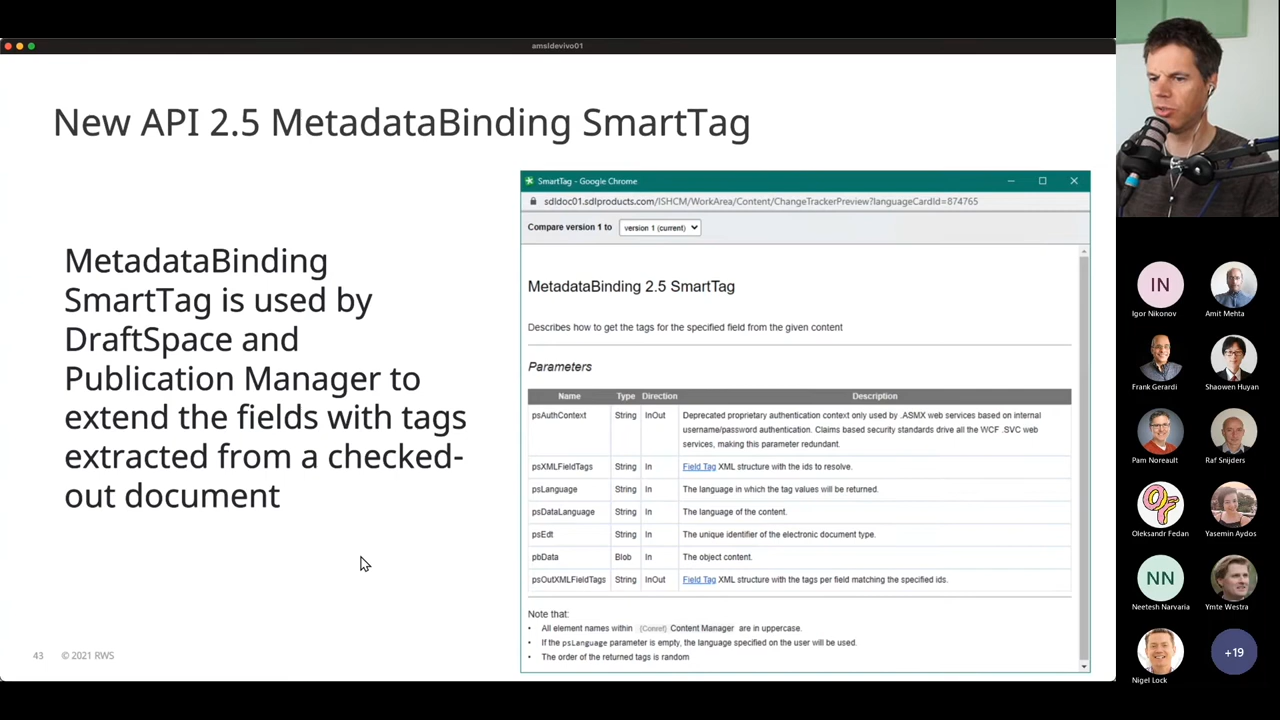 amsldevivo01
New API 2.5 MetadataBinding SmartTag
MetadataBinding
SmartTag is used by
DraftSpace and
Publication Manager to
extend the fields with tags
extracted from a checked-
out document
43 © 2021 RWS
SmartTag - Google Chrome
sdldoc01.sdlproducts.com/ISHCM/WorkArea/Content/ChangeTrackerPreview?languageCardId=874765
Compare version 1 to version 1 (current)
MetadataBinding 2.5 SmartTag
Describes how to get the tags for the specified field from the given content
Parameters
Name Type Direction Description
psAuthContext String InOut Deprecated proprietary authentication context only used by .ASMX web services based on internal
username/password authentication. Claims based security standards drive all the WCF .SVC web
services, making this parameter redundant.
psXMLFieldTags String In Field Tag XML structure with the ids to resolve.
psLanguage String In The language in which the tag values will be returned.
psDataLanguage String In The language of the content.
psEdt String In The unique identifier of the electronic document type.
pbData Blob In The object content.
psOutXMLFieldTags String InOut Field Tag XML structure with the tags per field matching the specified ids.
Note that:
• All element names within (Conref) Content Manager are in uppercase.
• If the psLanguage parameter is empty, the language specified on the user will be used.
• The order of the returned tags is random
IN
Igor Nikonov Amit Mehta
Frank Gerardi Shaowen Huyan
Pam Noreault Raf Snijders
OF
Oleksandr Fedan Yasemin Aydos
NN
Neetesh Narvaria Ymte Westra
+19
Nigel Lock